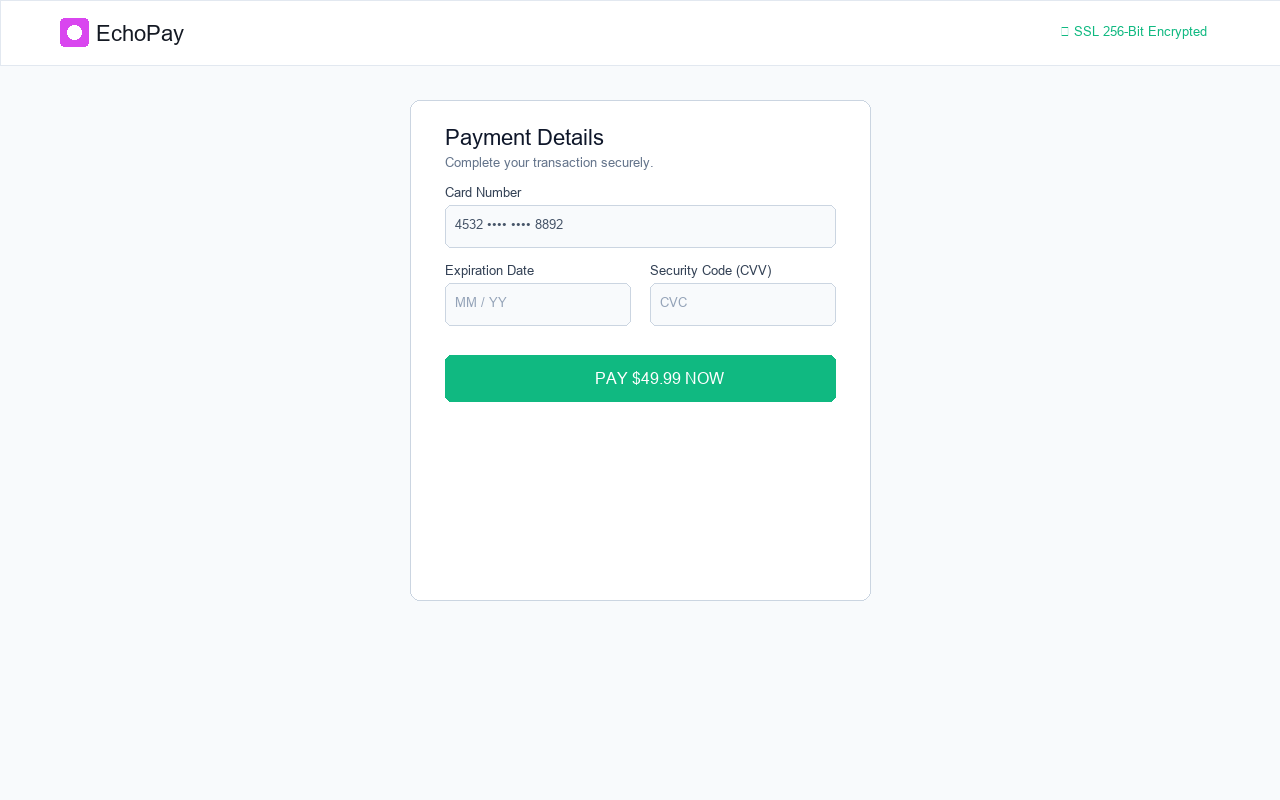 EchoPay
SSL 256-Bit Encrypted
Payment Details
Complete your transaction securely.
Card Number
4532 •••• •••• 8892
Expiration Date
Security Code (CVV)
MM / YY
CVC
PAY $49.99 NOW